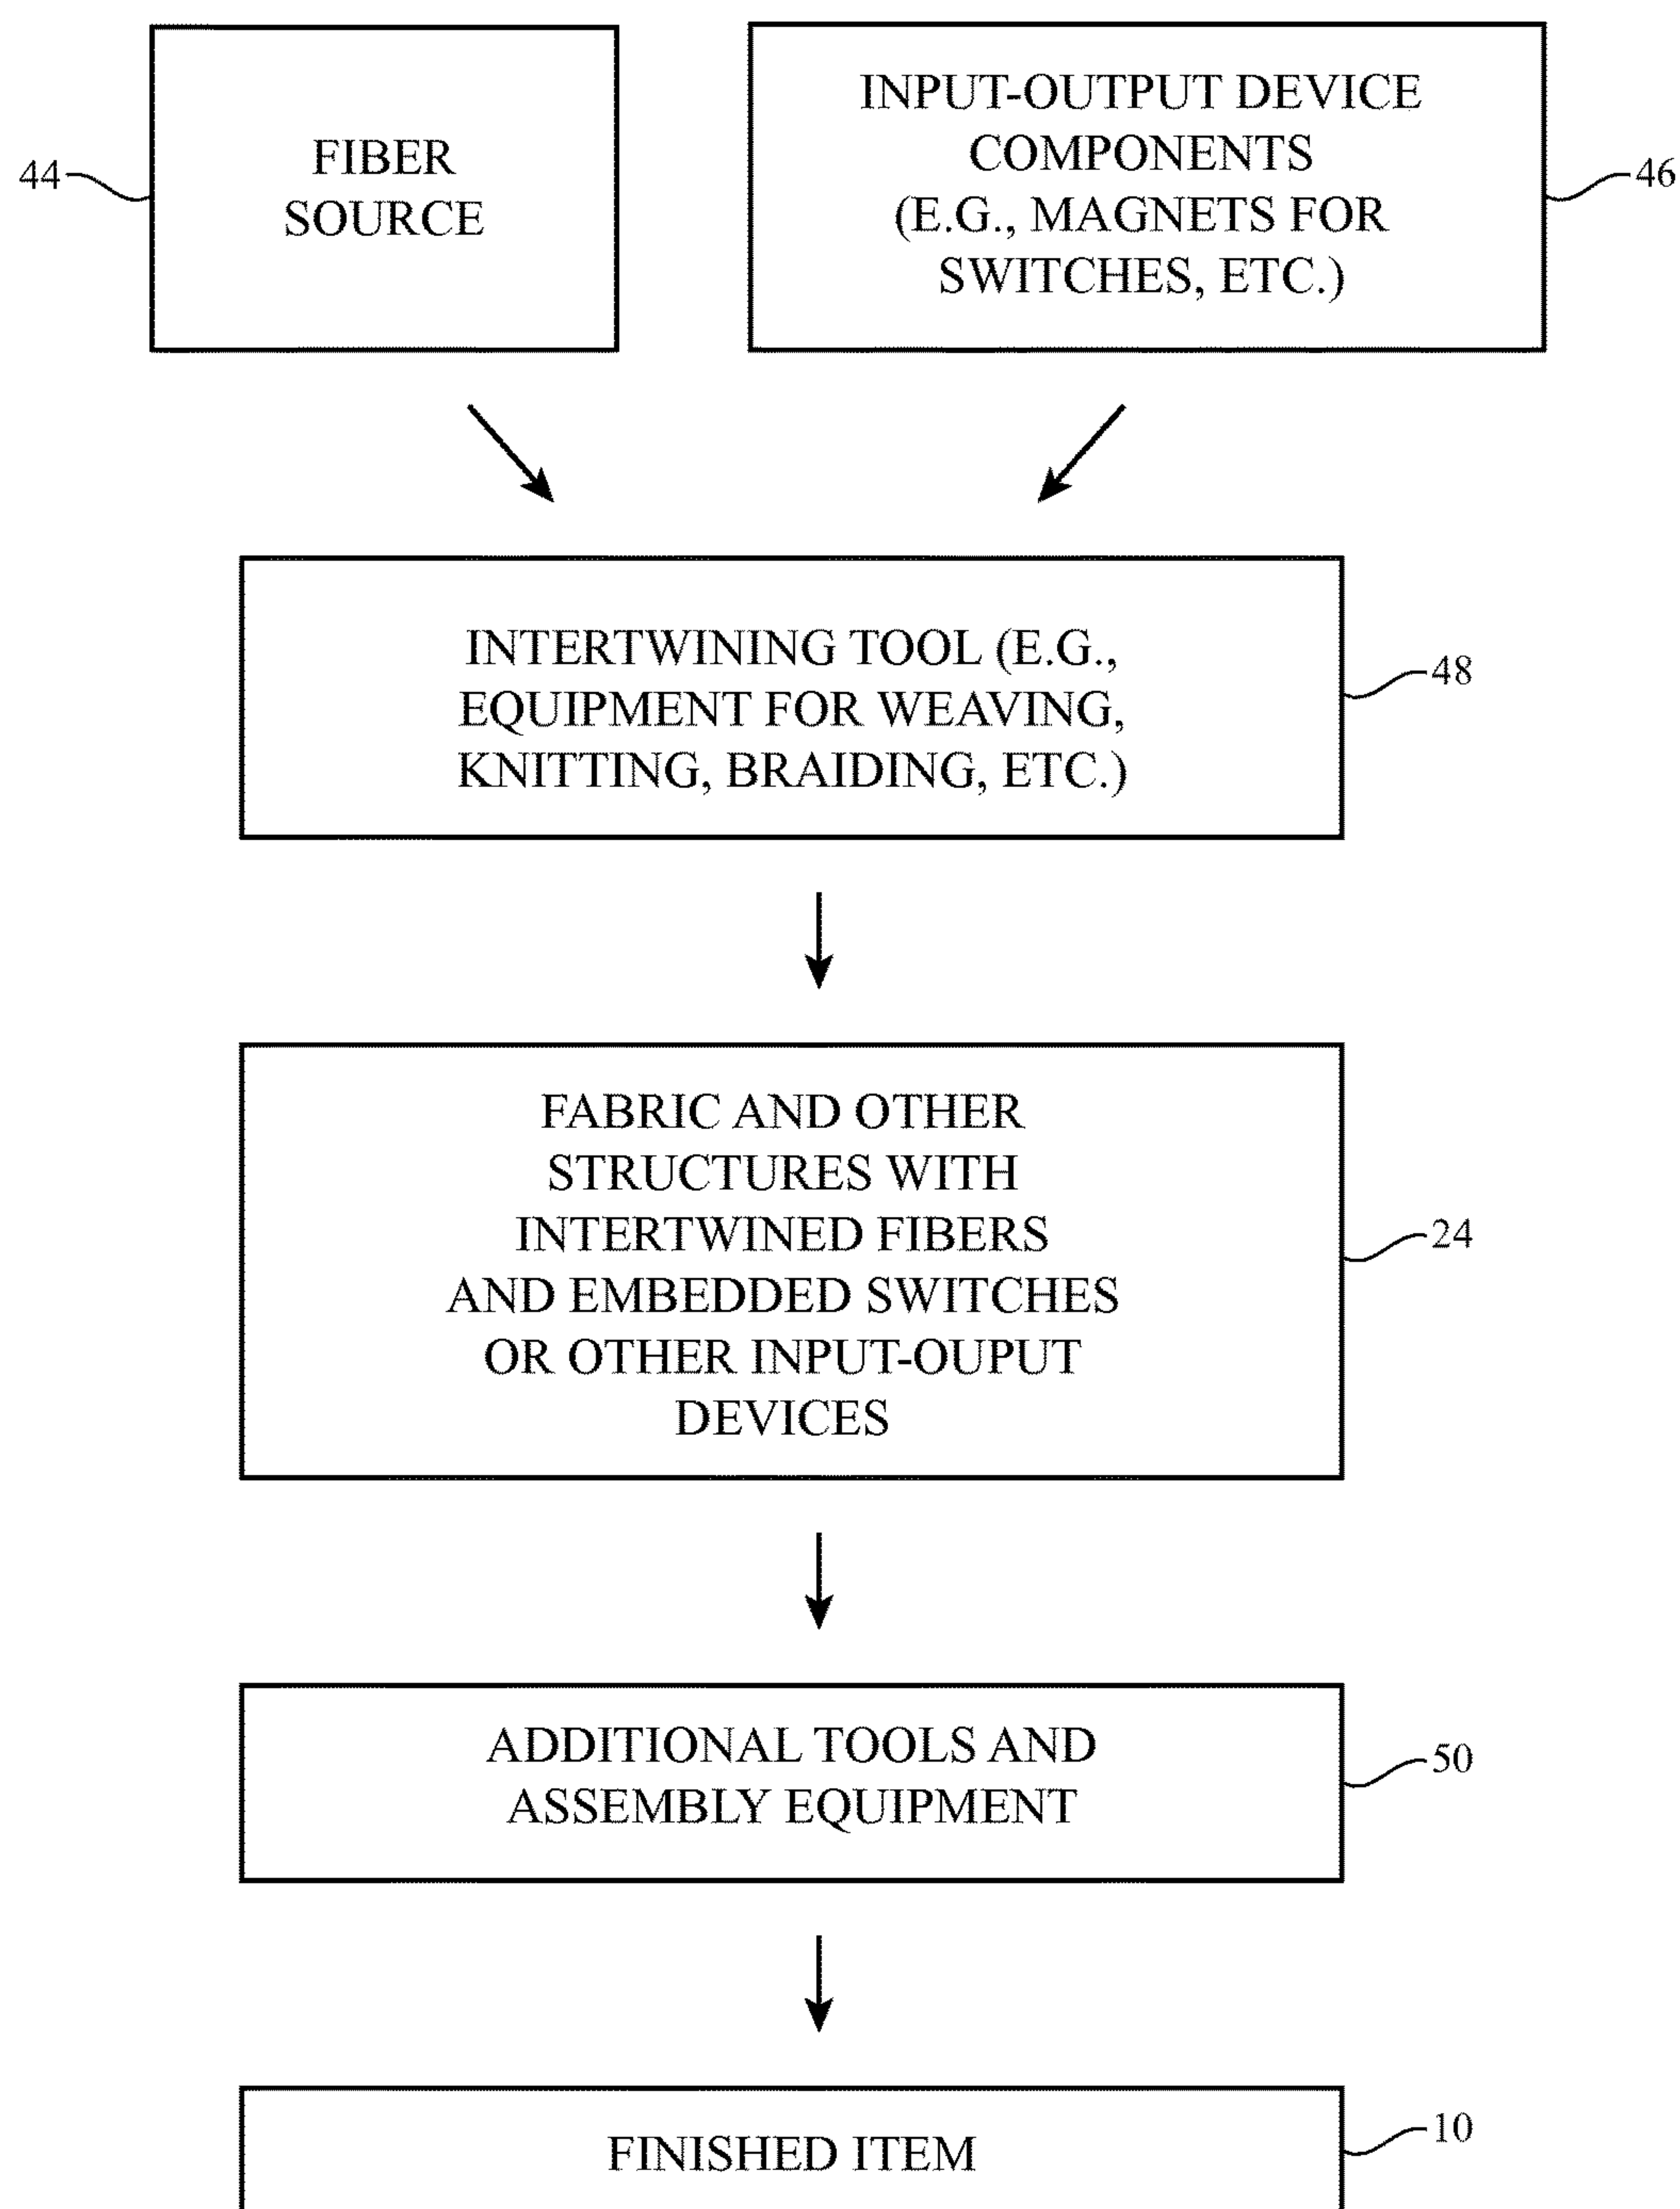 44
FIBER
SOURCE
INPUT-OUTPUT DEVICE
COMPONENTS
(E.G., MAGNETS FOR
SWITCHES, ETC.)
46
INTERTWINING TOOL (E.G.,
EQUIPMENT FOR WEAVING,
KNITTING, BRAIDING, ETC.)
48
FABRIC AND OTHER
STRUCTURES WITH
INTERTWINED FIBERS
AND EMBEDDED SWITCHES
OR OTHER INPUT-OUPUT
DEVICES
24
ADDITIONAL TOOLS AND
ASSEMBLY EQUIPMENT
50
FINISHED ITEM
10